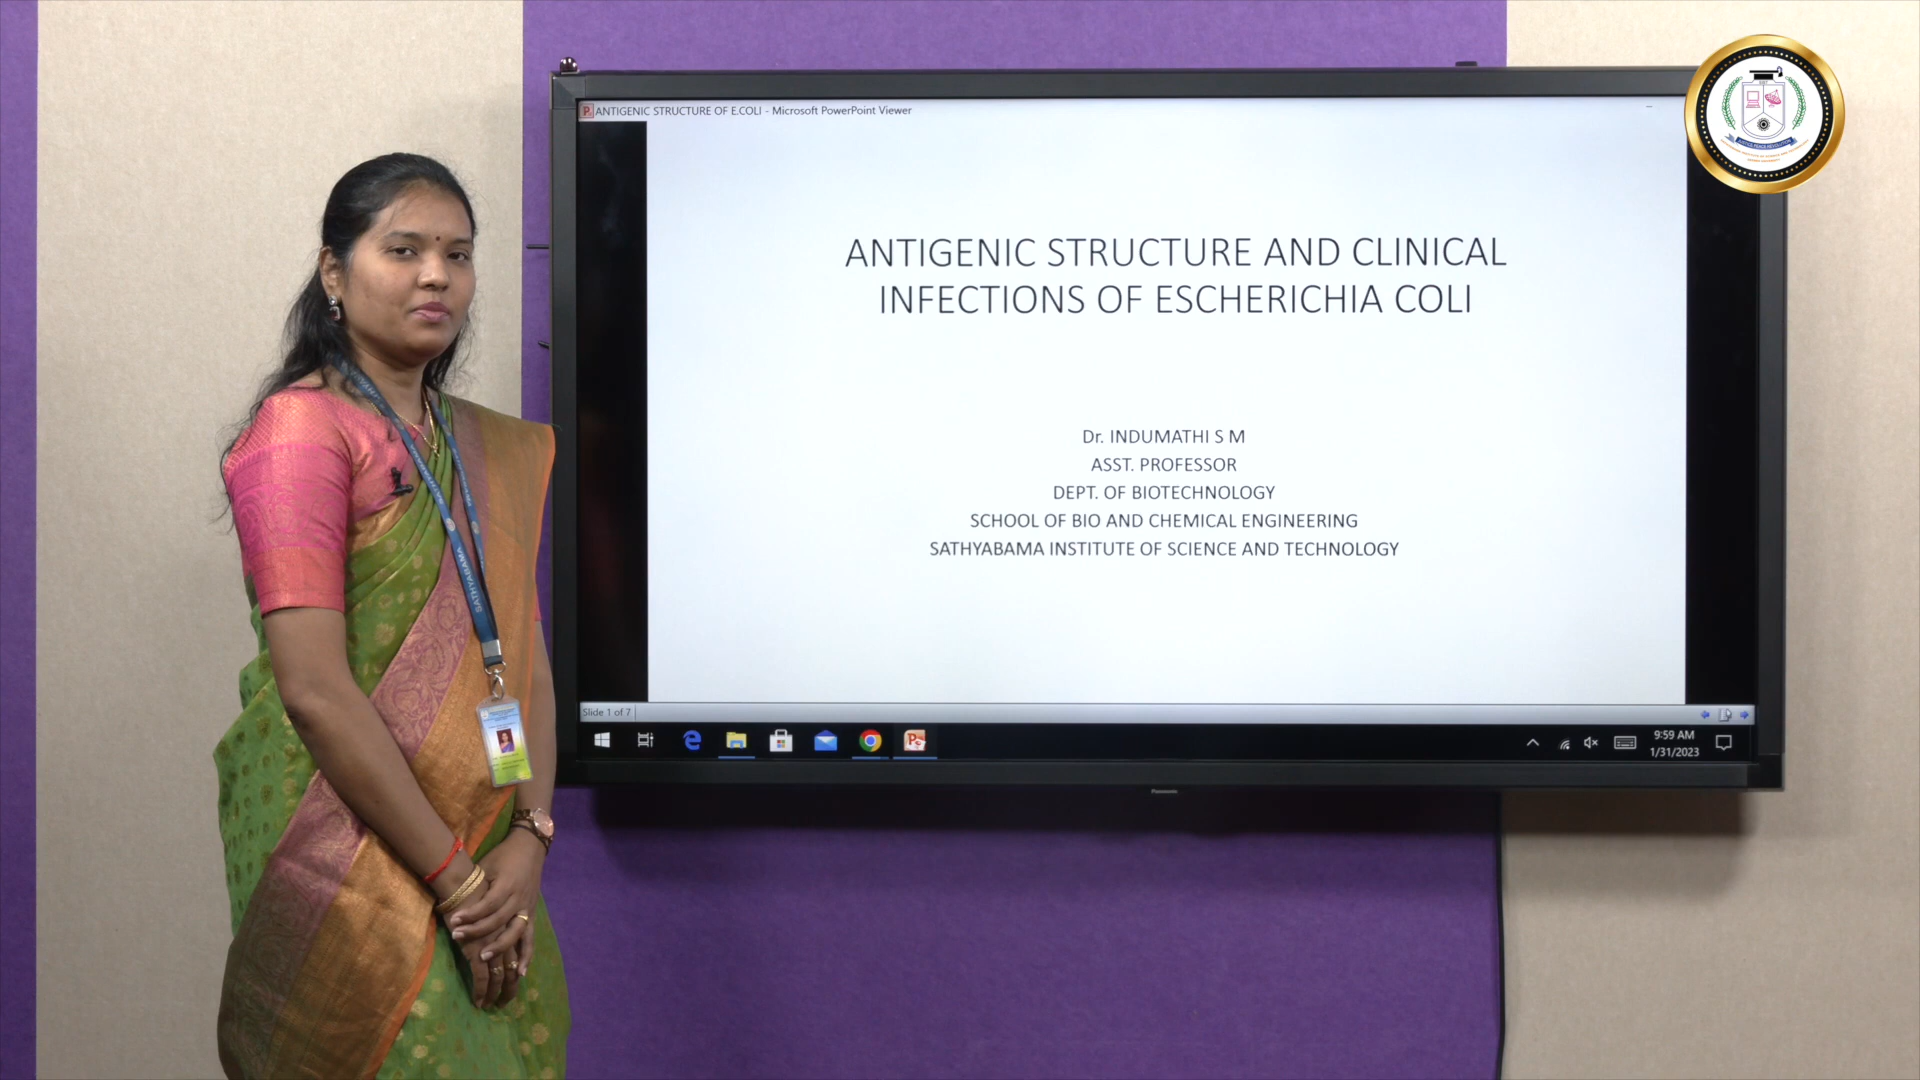 ANTIGENIC STRUCTURE OF E.COLI - Microsoft PowerPoint Viewer
ANTIGENIC STRUCTURE AND CLINICAL
INFECTIONS OF ESCHERICHIA COLI
Dr. INDUMATHI S M
ASST. PROFESSOR
DEPT. OF BIOTECHNOLOGY
SCHOOL OF BIO AND CHEMICAL ENGINEERING
SATHYABAMA INSTITUTE OF SCIENCE AND TECHNOLOGY
Slide 1 of 7
9:59 AM
1/31/2023
Panasonic
SATHYABAMA